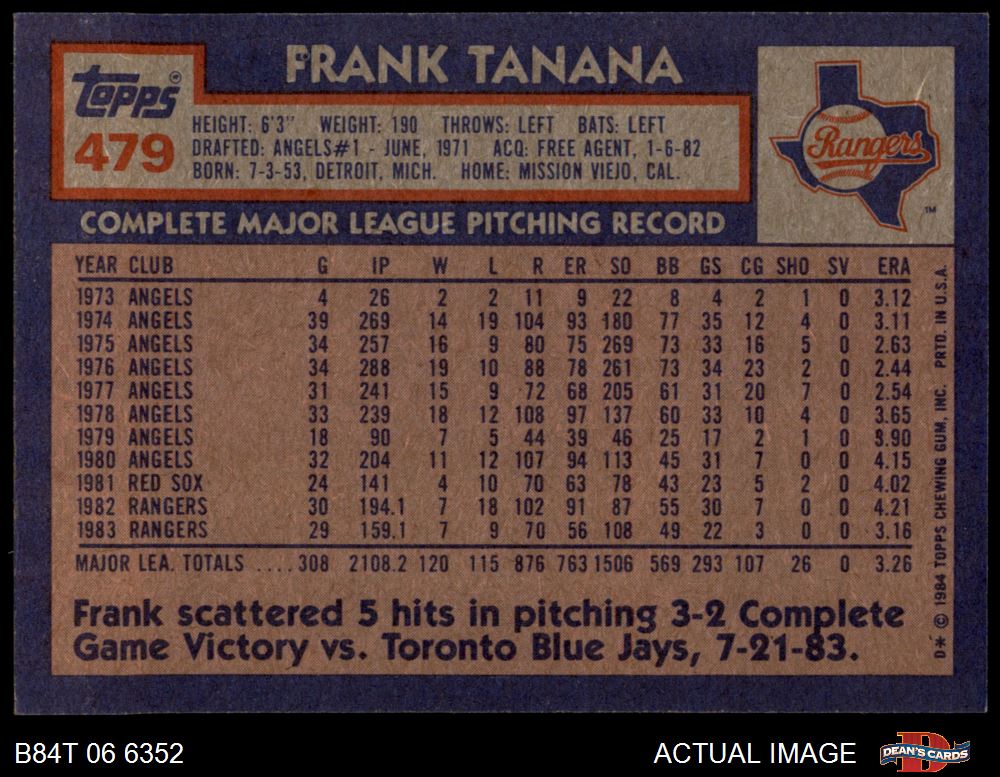 FRANK TANANA
topps®
479
HEIGHT: 6'3" WEIGHT: 190 THROWS: LEFT BATS: LEFT
DRAFTED: ANGELS#1 - JUNE, 1971 ACQ: FREE AGENT, 1-6-82
BORN: 7-3-53, DETROIT, MICH. HOME: MISSION VIEJO, CAL.
Rangers
TM
COMPLETE MAJOR LEAGUE PITCHING RECORD
YEAR CLUB G IP W L R ER SO BB GS CG SHO SV ERA
1973 ANGELS 4 26 2 2 11 9 22 8 4 2 1 0 3.12
1974 ANGELS 39 269 14 19 104 93 180 77 35 12 4 0 3.11
1975 ANGELS 34 257 16 9 80 75 269 73 33 16 5 0 2.63
1976 ANGELS 34 288 19 10 88 78 261 73 34 23 2 0 2.44
1977 ANGELS 31 241 15 9 72 68 205 61 31 20 7 0 2.54
1978 ANGELS 33 239 18 12 108 97 137 60 33 10 4 0 3.65
1979 ANGELS 18 90 7 5 44 39 46 25 17 2 1 0 3.90
1980 ANGELS 32 204 11 12 107 94 113 45 31 7 0 0 4.15
1981 RED SOX 24 141 4 10 70 63 78 43 23 5 2 0 4.02
1982 RANGERS 30 194.1 7 18 102 91 87 55 30 7 0 0 4.21
1983 RANGERS 29 159.1 7 9 70 56 108 49 22 3 0 0 3.16
MAJOR LEA. TOTALS ....308 2108.2 120 115 876 763 1506 569 293 107 26 0 3.26
Frank scattered 5 hits in pitching 3-2 Complete
Game Victory vs. Toronto Blue Jays, 7-21-83.
D* © 1984 TOPPS CHEWING GUM, INC. PRTD. IN U.S.A.
B84T 06 6352
ACTUAL IMAGE
DEAN'S CARDS